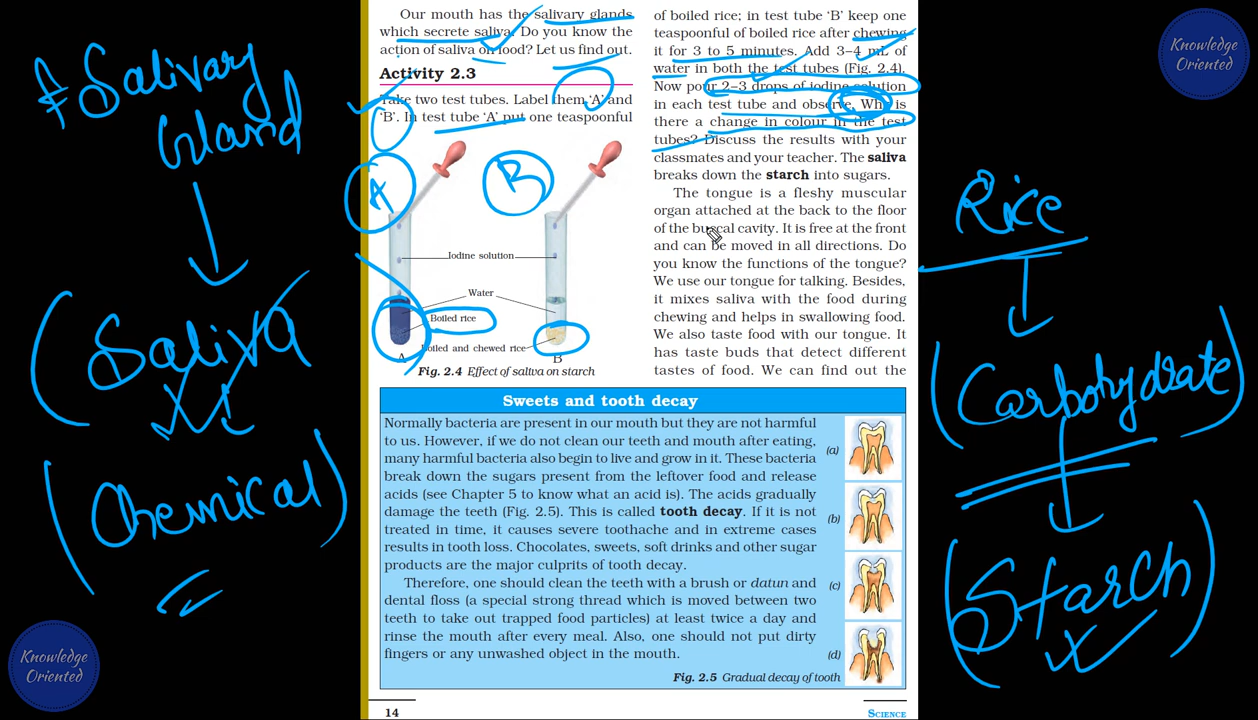 * Salivary
Gland
Saliva
Chemical
Knowledge
Oriented
Our mouth has the salivary glands
which secrete saliva. Do you know the
action of saliva on food? Let us find out.
Activity 2.3
Take two test tubes. Label them ‘A’ and
‘B’. In test tube ‘A’ put one teaspoonful
A
B
Iodine solution
Water
Boiled rice
Boiled and chewed rice
A
B
Fig. 2.4 Effect of saliva on starch
of boiled rice; in test tube ‘B’ keep one
teaspoonful of boiled rice after chewing
it for 3 to 5 minutes. Add 3–4 mL of
water in both the test tubes (Fig. 2.4).
Now pour 2–3 drops of iodine solution
in each test tube and observe. Why is
there a change in colour in the test
tubes? Discuss the results with your
classmates and your teacher. The saliva
breaks down the starch into sugars.
The tongue is a fleshy muscular
organ attached at the back to the floor
of the buccal cavity. It is free at the front
and can be moved in all directions. Do
you know the functions of the tongue?
We use our tongue for talking. Besides,
it mixes saliva with the food during
chewing and helps in swallowing food.
We also taste food with our tongue. It
has taste buds that detect different
tastes of food. We can find out the
Sweets and tooth decay
Normally bacteria are present in our mouth but they are not harmful
to us. However, if we do not clean our teeth and mouth after eating,
many harmful bacteria also begin to live and grow in it. These bacteria
break down the sugars present from the leftover food and release
acids (see Chapter 5 to know what an acid is). The acids gradually
damage the teeth (Fig. 2.5). This is called tooth decay. If it is not
treated in time, it causes severe toothache and in extreme cases
results in tooth loss. Chocolates, sweets, soft drinks and other sugar
products are the major culprits of tooth decay.
Therefore, one should clean the teeth with a brush or datun and
dental floss (a special strong thread which is moved between two
teeth to take out trapped food particles) at least twice a day and
rinse the mouth after every meal. Also, one should not put dirty
fingers or any unwashed object in the mouth.
(a)
(b)
(c)
(d)
Fig. 2.5 Gradual decay of tooth
14
SCIENCE
Knowledge
Oriented
Rice
(Carbohydrate)
(Starch)